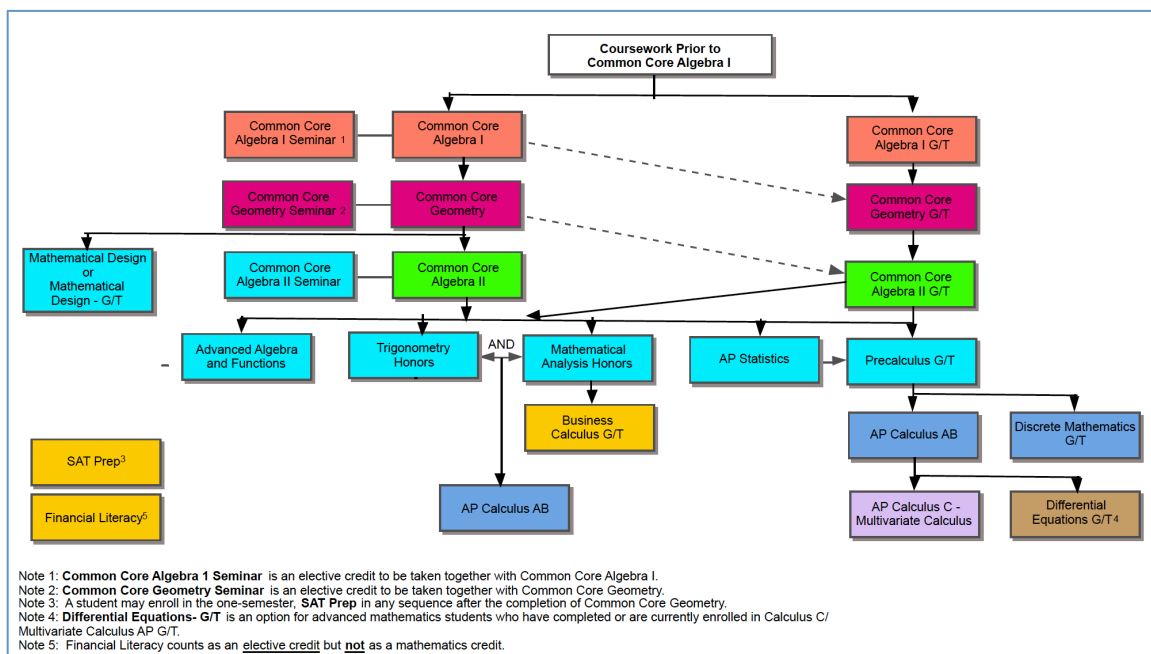 Coursework Prior to
Common Core Algebra I
Common Core
Algebra I Seminar 1
Common Core
Algebra I
Common Core
Algebra I G/T
Common Core
Geometry Seminar 2
Common Core
Geometry
Common Core
Geometry G/T
Mathematical Design
or
Mathematical
Design - G/T
Common Core
Algebra II Seminar
Common Core
Algebra II
Common Core
Algebra II G/T
Advanced Algebra
and Functions
Trigonometry
Honors
AND
Mathematical
Analysis Honors
AP Statistics
Precalculus G/T
Business
Calculus G/T
AP Calculus AB
Discrete Mathematics
G/T
SAT Prep³
Financial Literacy⁵
AP Calculus AB
AP Calculus C -
Multivariate Calculus
Differential
Equations G/T⁴
Note 1: Common Core Algebra 1 Seminar is an elective credit to be taken together with Common Core Algebra I.
Note 2: Common Core Geometry Seminar is an elective credit to be taken together with Common Core Geometry.
Note 3: A student may enroll in the one-semester, SAT Prep in any sequence after the completion of Common Core Geometry.
Note 4: Differential Equations- G/T is an option for advanced mathematics students who have completed or are currently enrolled in Calculus C/
Multivariate Calculus AP G/T.
Note 5: Financial Literacy counts as an elective credit but not as a mathematics credit.